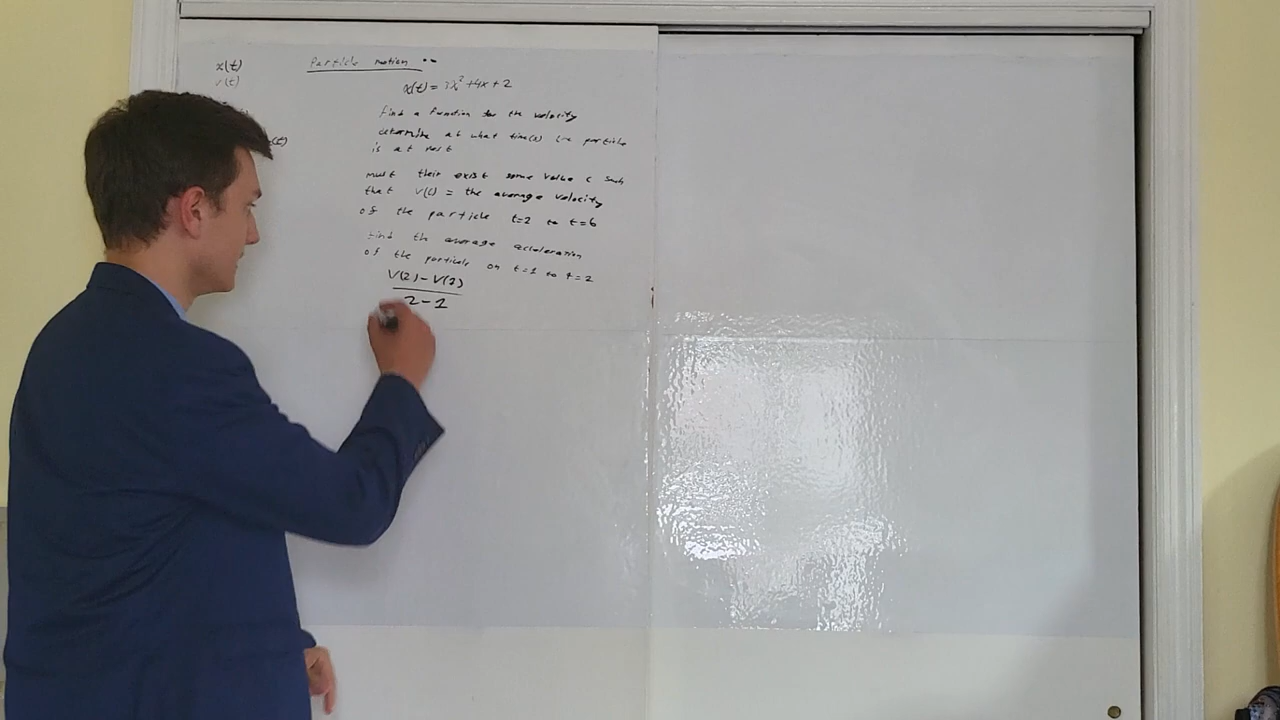 x(t)
v(t)
(t)
Particle motion
x(t) = 3x² + 4x + 2
find a function for the velocity
determine at what time(s) the particle
is at rest
must their exist some value c such
that v(c) = the average velocity
of the particle t=2 to t=6
find th average accleration
of the particle on t=1 to t=2
V(2) - V(1)
2 - 1